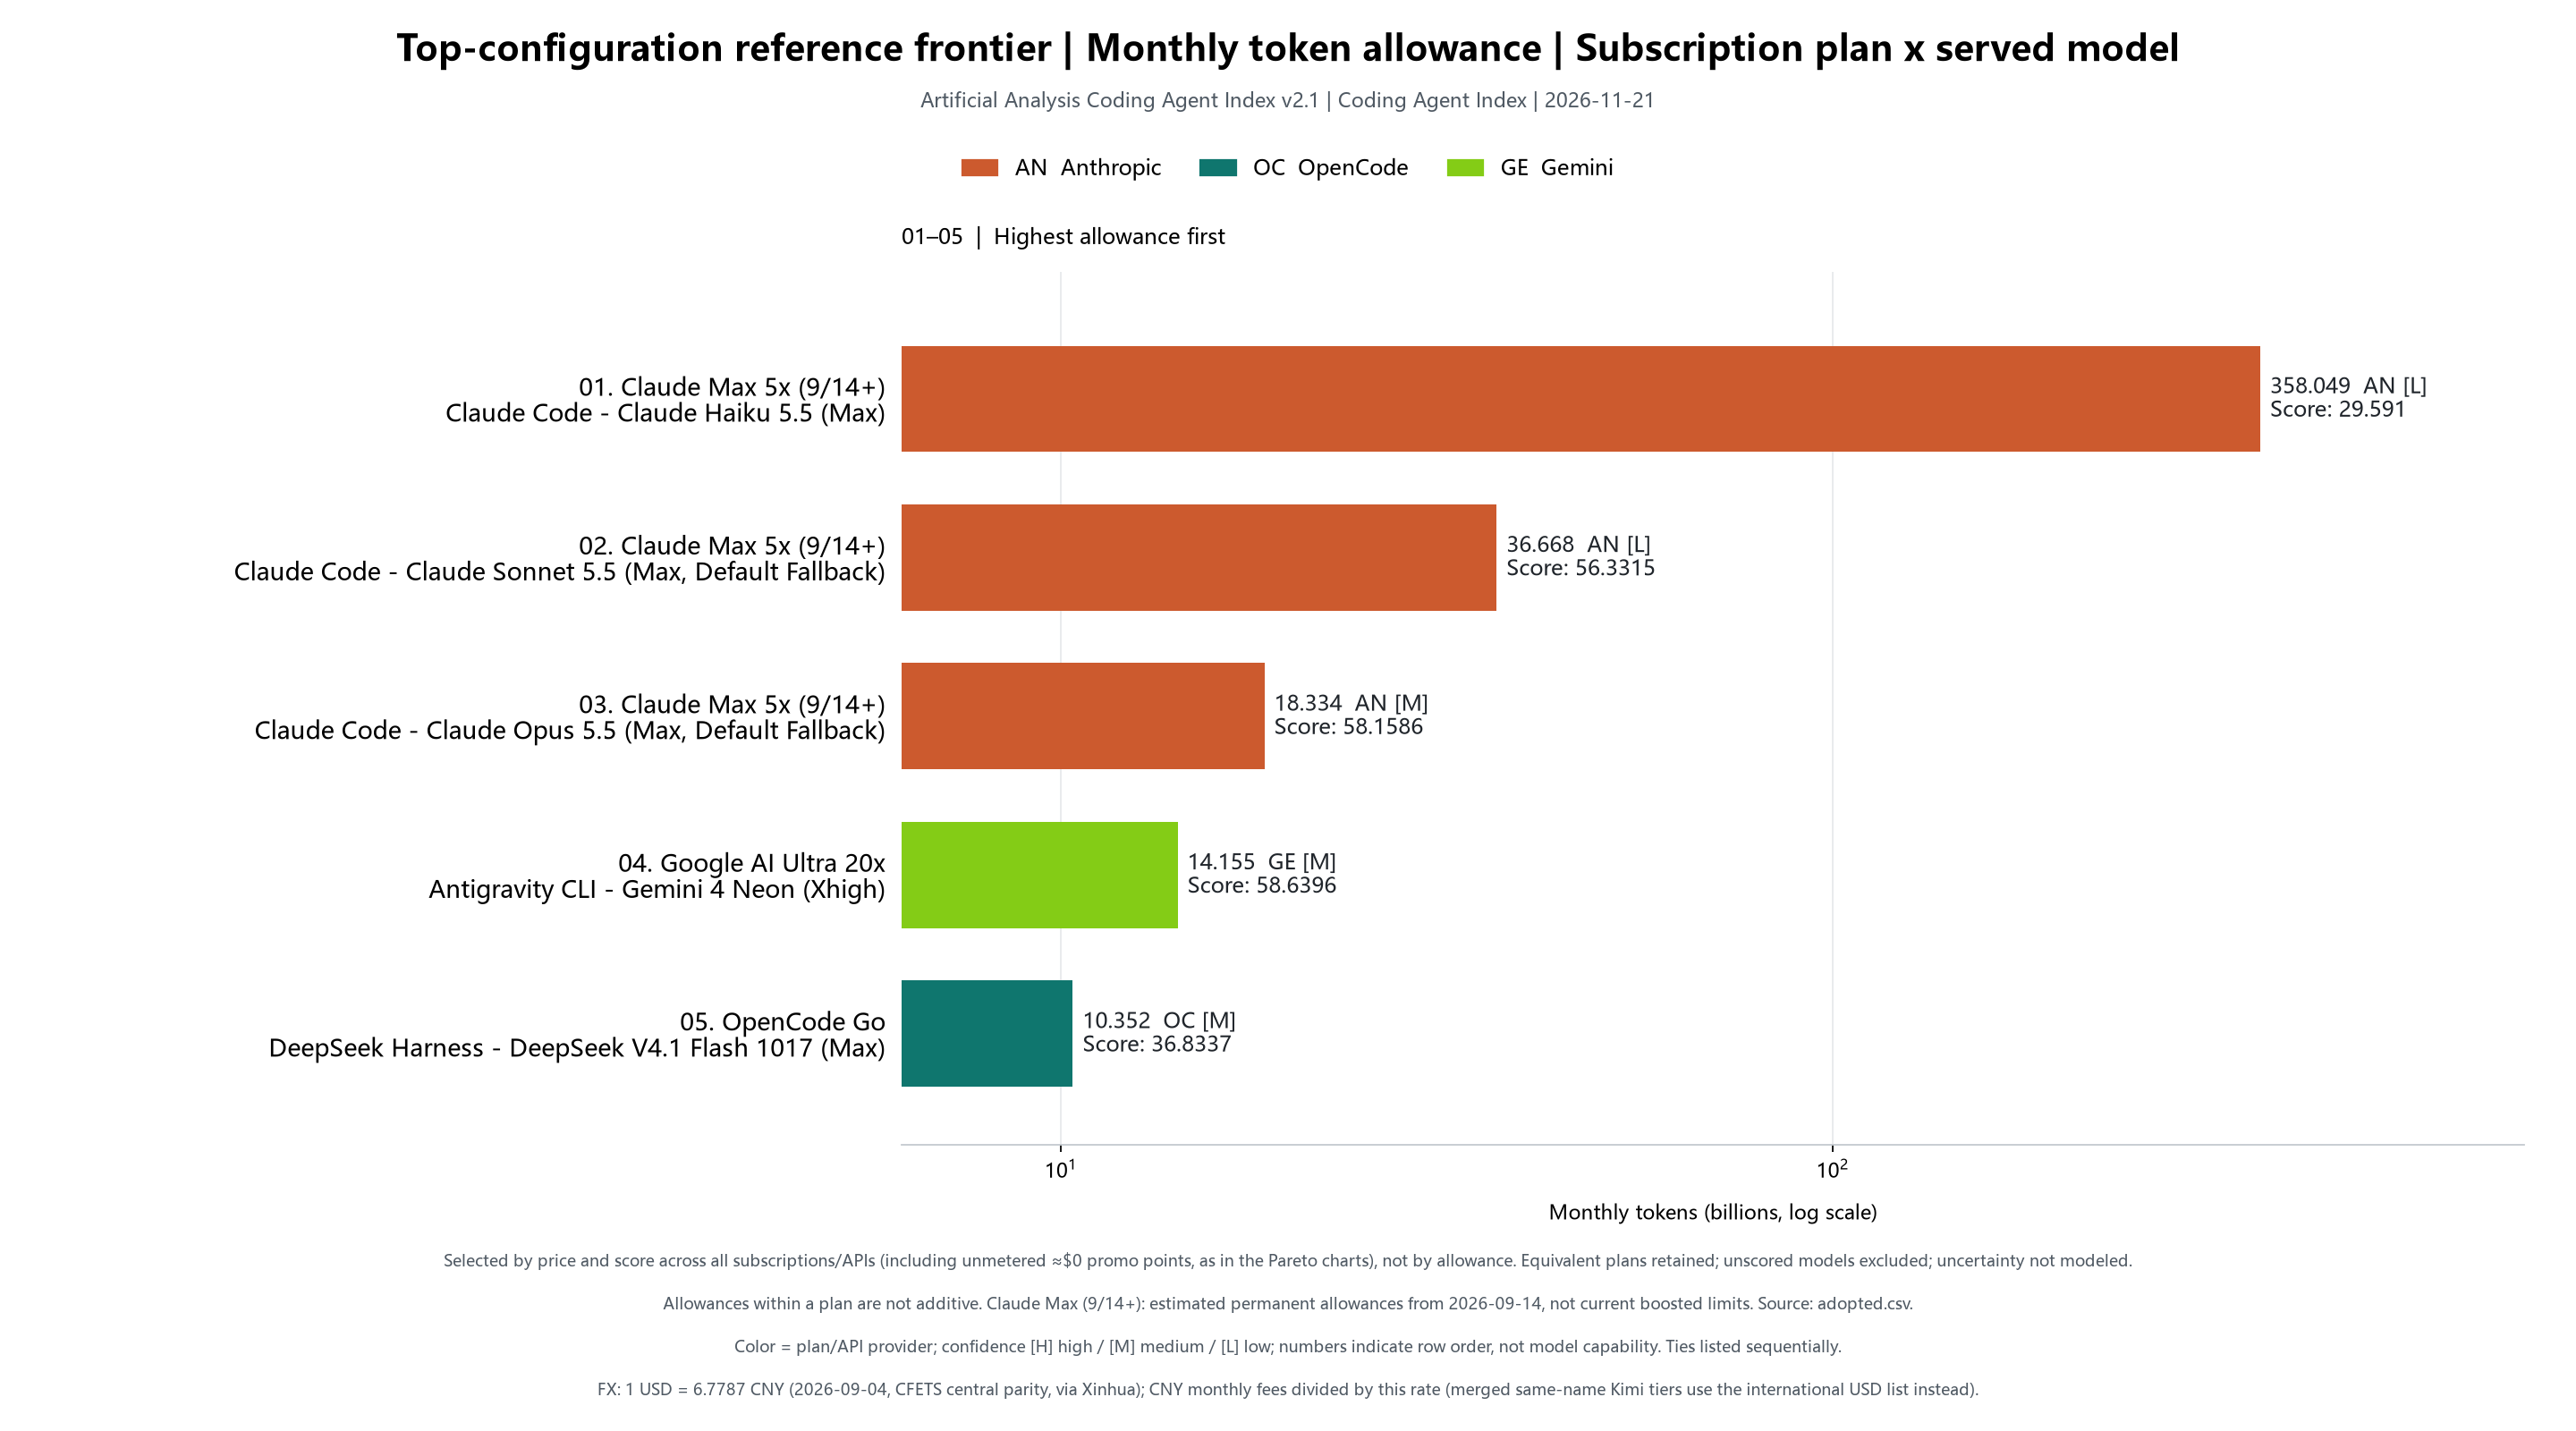 Top-configuration reference frontier | Monthly token allowance | Subscription plan x served model
Artificial Analysis Coding Agent Index v2.1 | Coding Agent Index | 2026-11-21
AN Anthropic
OC OpenCode
GE Gemini
01–05 | Highest allowance first
01. Claude Max 5x (9/14+)
Claude Code - Claude Haiku 5.5 (Max)
358.049 AN [L]
Score: 29.591
02. Claude Max 5x (9/14+)
Claude Code - Claude Sonnet 5.5 (Max, Default Fallback)
36.668 AN [L]
Score: 56.3315
03. Claude Max 5x (9/14+)
Claude Code - Claude Opus 5.5 (Max, Default Fallback)
18.334 AN [M]
Score: 58.1586
04. Google AI Ultra 20x
Antigravity CLI - Gemini 4 Neon (Xhigh)
14.155 GE [M]
Score: 58.6396
05. OpenCode Go
DeepSeek Harness - DeepSeek V4.1 Flash 1017 (Max)
10.352 OC [M]
Score: 36.8337
10¹
10²
Monthly tokens (billions, log scale)
Selected by price and score across all subscriptions/APIs (including unmetered ≈$0 promo points, as in the Pareto charts), not by allowance. Equivalent plans retained; unscored models excluded; uncertainty not modeled.
Allowances within a plan are not additive. Claude Max (9/14+): estimated permanent allowances from 2026-09-14, not current boosted limits. Source: adopted.csv.
Color = plan/API provider; confidence [H] high / [M] medium / [L] low; numbers indicate row order, not model capability. Ties listed sequentially.
FX: 1 USD = 6.7787 CNY (2026-09-04, CFETS central parity, via Xinhua); CNY monthly fees divided by this rate (merged same-name Kimi tiers use the international USD list instead).